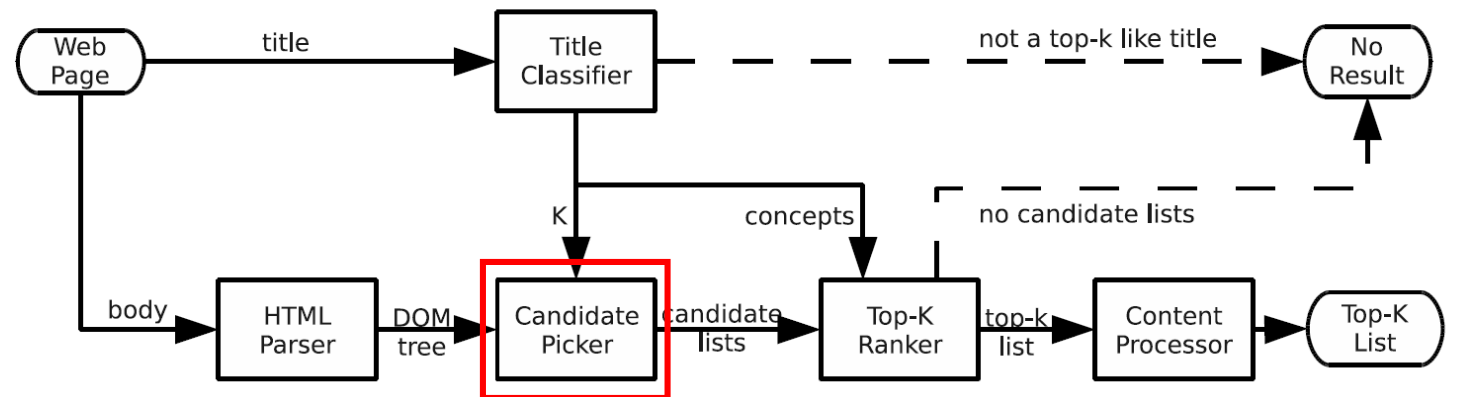 Web
Page
title
Title
Classifier
not a top-k like title
No
Result
K
concepts
no candidate lists
body
HTML
Parser
DOM
tree
Candidate
Picker
candidate
lists
Top-K
Ranker
top-k
list
Content
Processor
Top-K
List